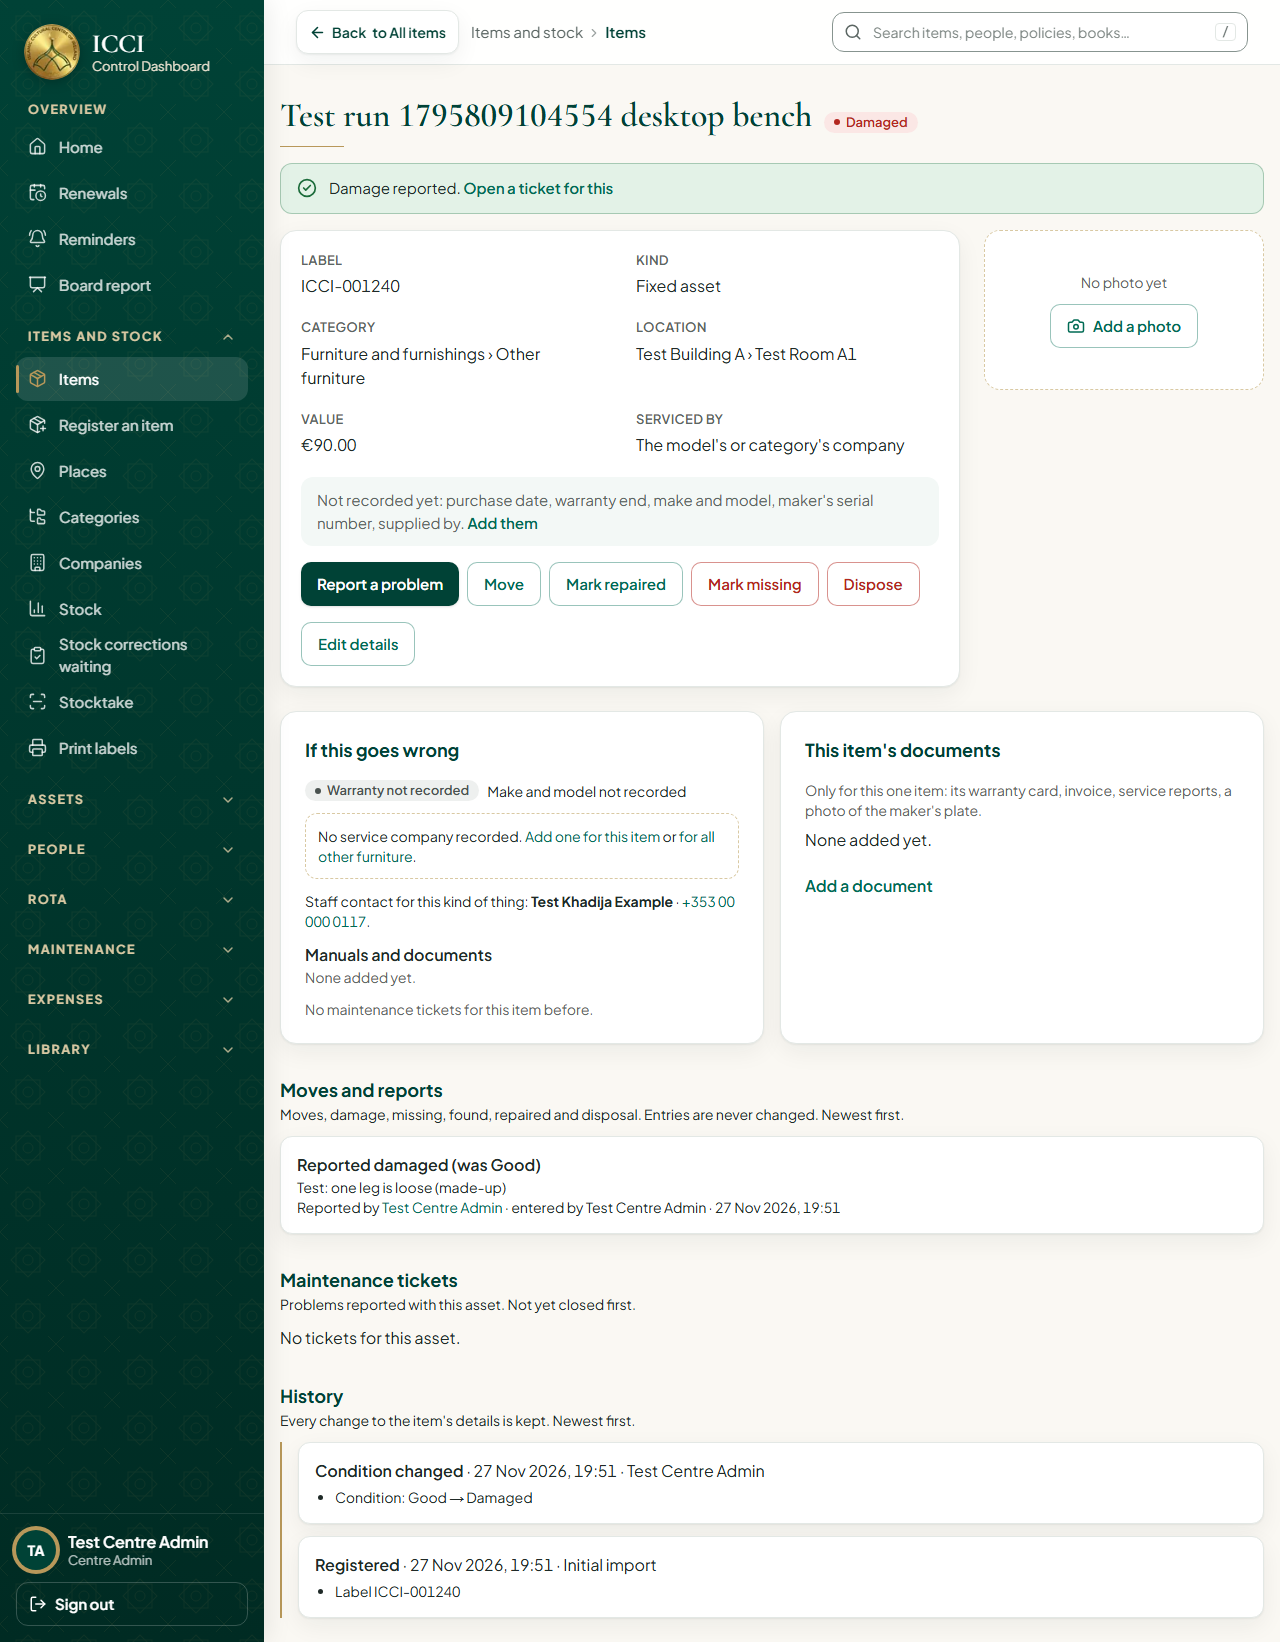 ICCI
Control Dashboard
OVERVIEW
Home
Renewals
Reminders
Board report
ITEMS AND STOCK
Items
Register an item
Places
Categories
Companies
Stock
Stock corrections
waiting
Stocktake
Print labels
ASSETS
PEOPLE
ROTA
MAINTENANCE
EXPENSES
LIBRARY
TA
Test Centre Admin
Centre Admin
Sign out
Back to All items
Items and stock › Items
Search items, people, policies, books...
/
Test run 1795809104554 desktop bench
Damaged
Damage reported. Open a ticket for this
LABEL
ICCI-001240
KIND
Fixed asset
CATEGORY
Furniture and furnishings › Other
furniture
LOCATION
Test Building A › Test Room A1
VALUE
€90.00
SERVICED BY
The model's or category's company
Not recorded yet: purchase date, warranty end, make and model, maker's serial
number, supplied by. Add them
Report a problem
Move
Mark repaired
Mark missing
Dispose
Edit details
No photo yet
Add a photo
If this goes wrong
Warranty not recorded
Make and model not recorded
No service company recorded. Add one for this item or for all
other furniture.
Staff contact for this kind of thing: Test Khadija Example · +353 00
000 0117.
Manuals and documents
None added yet.
No maintenance tickets for this item before.
This item's documents
Only for this one item: its warranty card, invoice, service reports, a
photo of the maker's plate.
None added yet.
Add a document
Moves and reports
Moves, damage, missing, found, repaired and disposal. Entries are never changed. Newest first.
Reported damaged (was Good)
Test: one leg is loose (made-up)
Reported by Test Centre Admin · entered by Test Centre Admin · 27 Nov 2026, 19:51
Maintenance tickets
Problems reported with this asset. Not yet closed first.
No tickets for this asset.
History
Every change to the item's details is kept. Newest first.
Condition changed · 27 Nov 2026, 19:51 · Test Centre Admin
• Condition: Good → Damaged
Registered · 27 Nov 2026, 19:51 · Initial import
• Label ICCI-001240